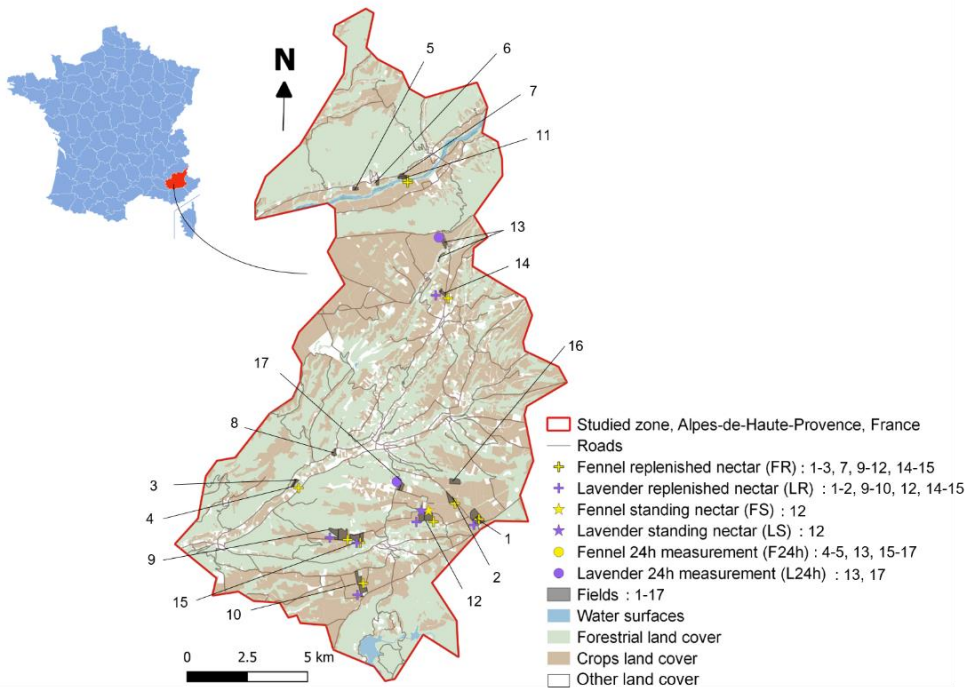 N
5
6
7
11
13
14
16
17
8
3
4
9
15
10
12
2
1
0 2.5 5 km
Studied zone, Alpes-de-Haute-Provence, France
Roads
Fennel replenished nectar (FR) : 1-3, 7, 9-12, 14-15
Lavender replenished nectar (LR) : 1-2, 9-10, 12, 14-15
Fennel standing nectar (FS) : 12
Lavender standing nectar (LS) : 12
Fennel 24h measurement (F24h) : 4-5, 13, 15-17
Lavender 24h measurement (L24h) : 13, 17
Fields : 1-17
Water surfaces
Forestrial land cover
Crops land cover
Other land cover